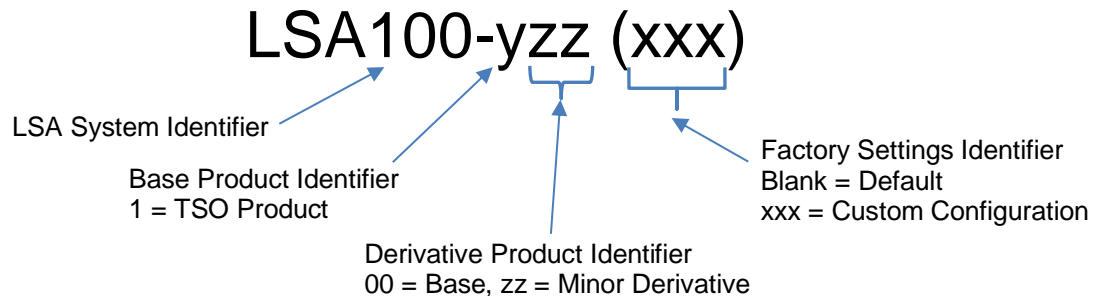 LSA100-yzz (xxx)
LSA System Identifier
Base Product Identifier
1 = TSO Product
Derivative Product Identifier
00 = Base, zz = Minor Derivative
Factory Settings Identifier
Blank = Default
xxx = Custom Configuration